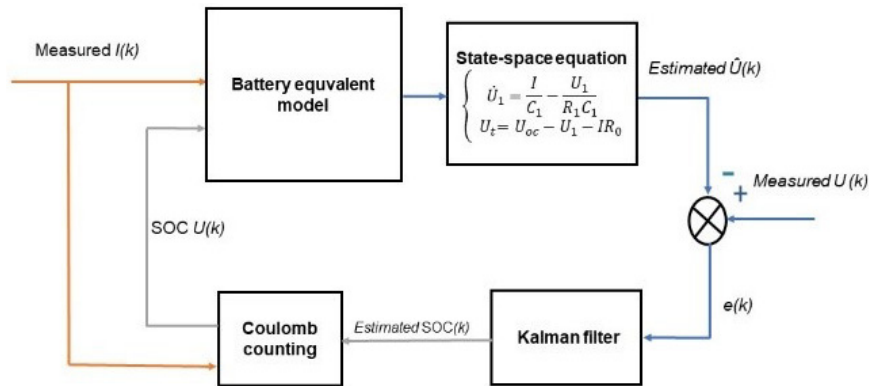 Measured I(k)
Battery equvalent
model
State-space equation
U̇₁ = I/C₁ − U₁/(R₁C₁)
Uₜ = Uₒc − U₁ − IR₀
Estimated Û(k)
−
+
Measured U (k)
SOC U(k)
e(k)
Coulomb
counting
Estimated SOC(k)
Kalman filter